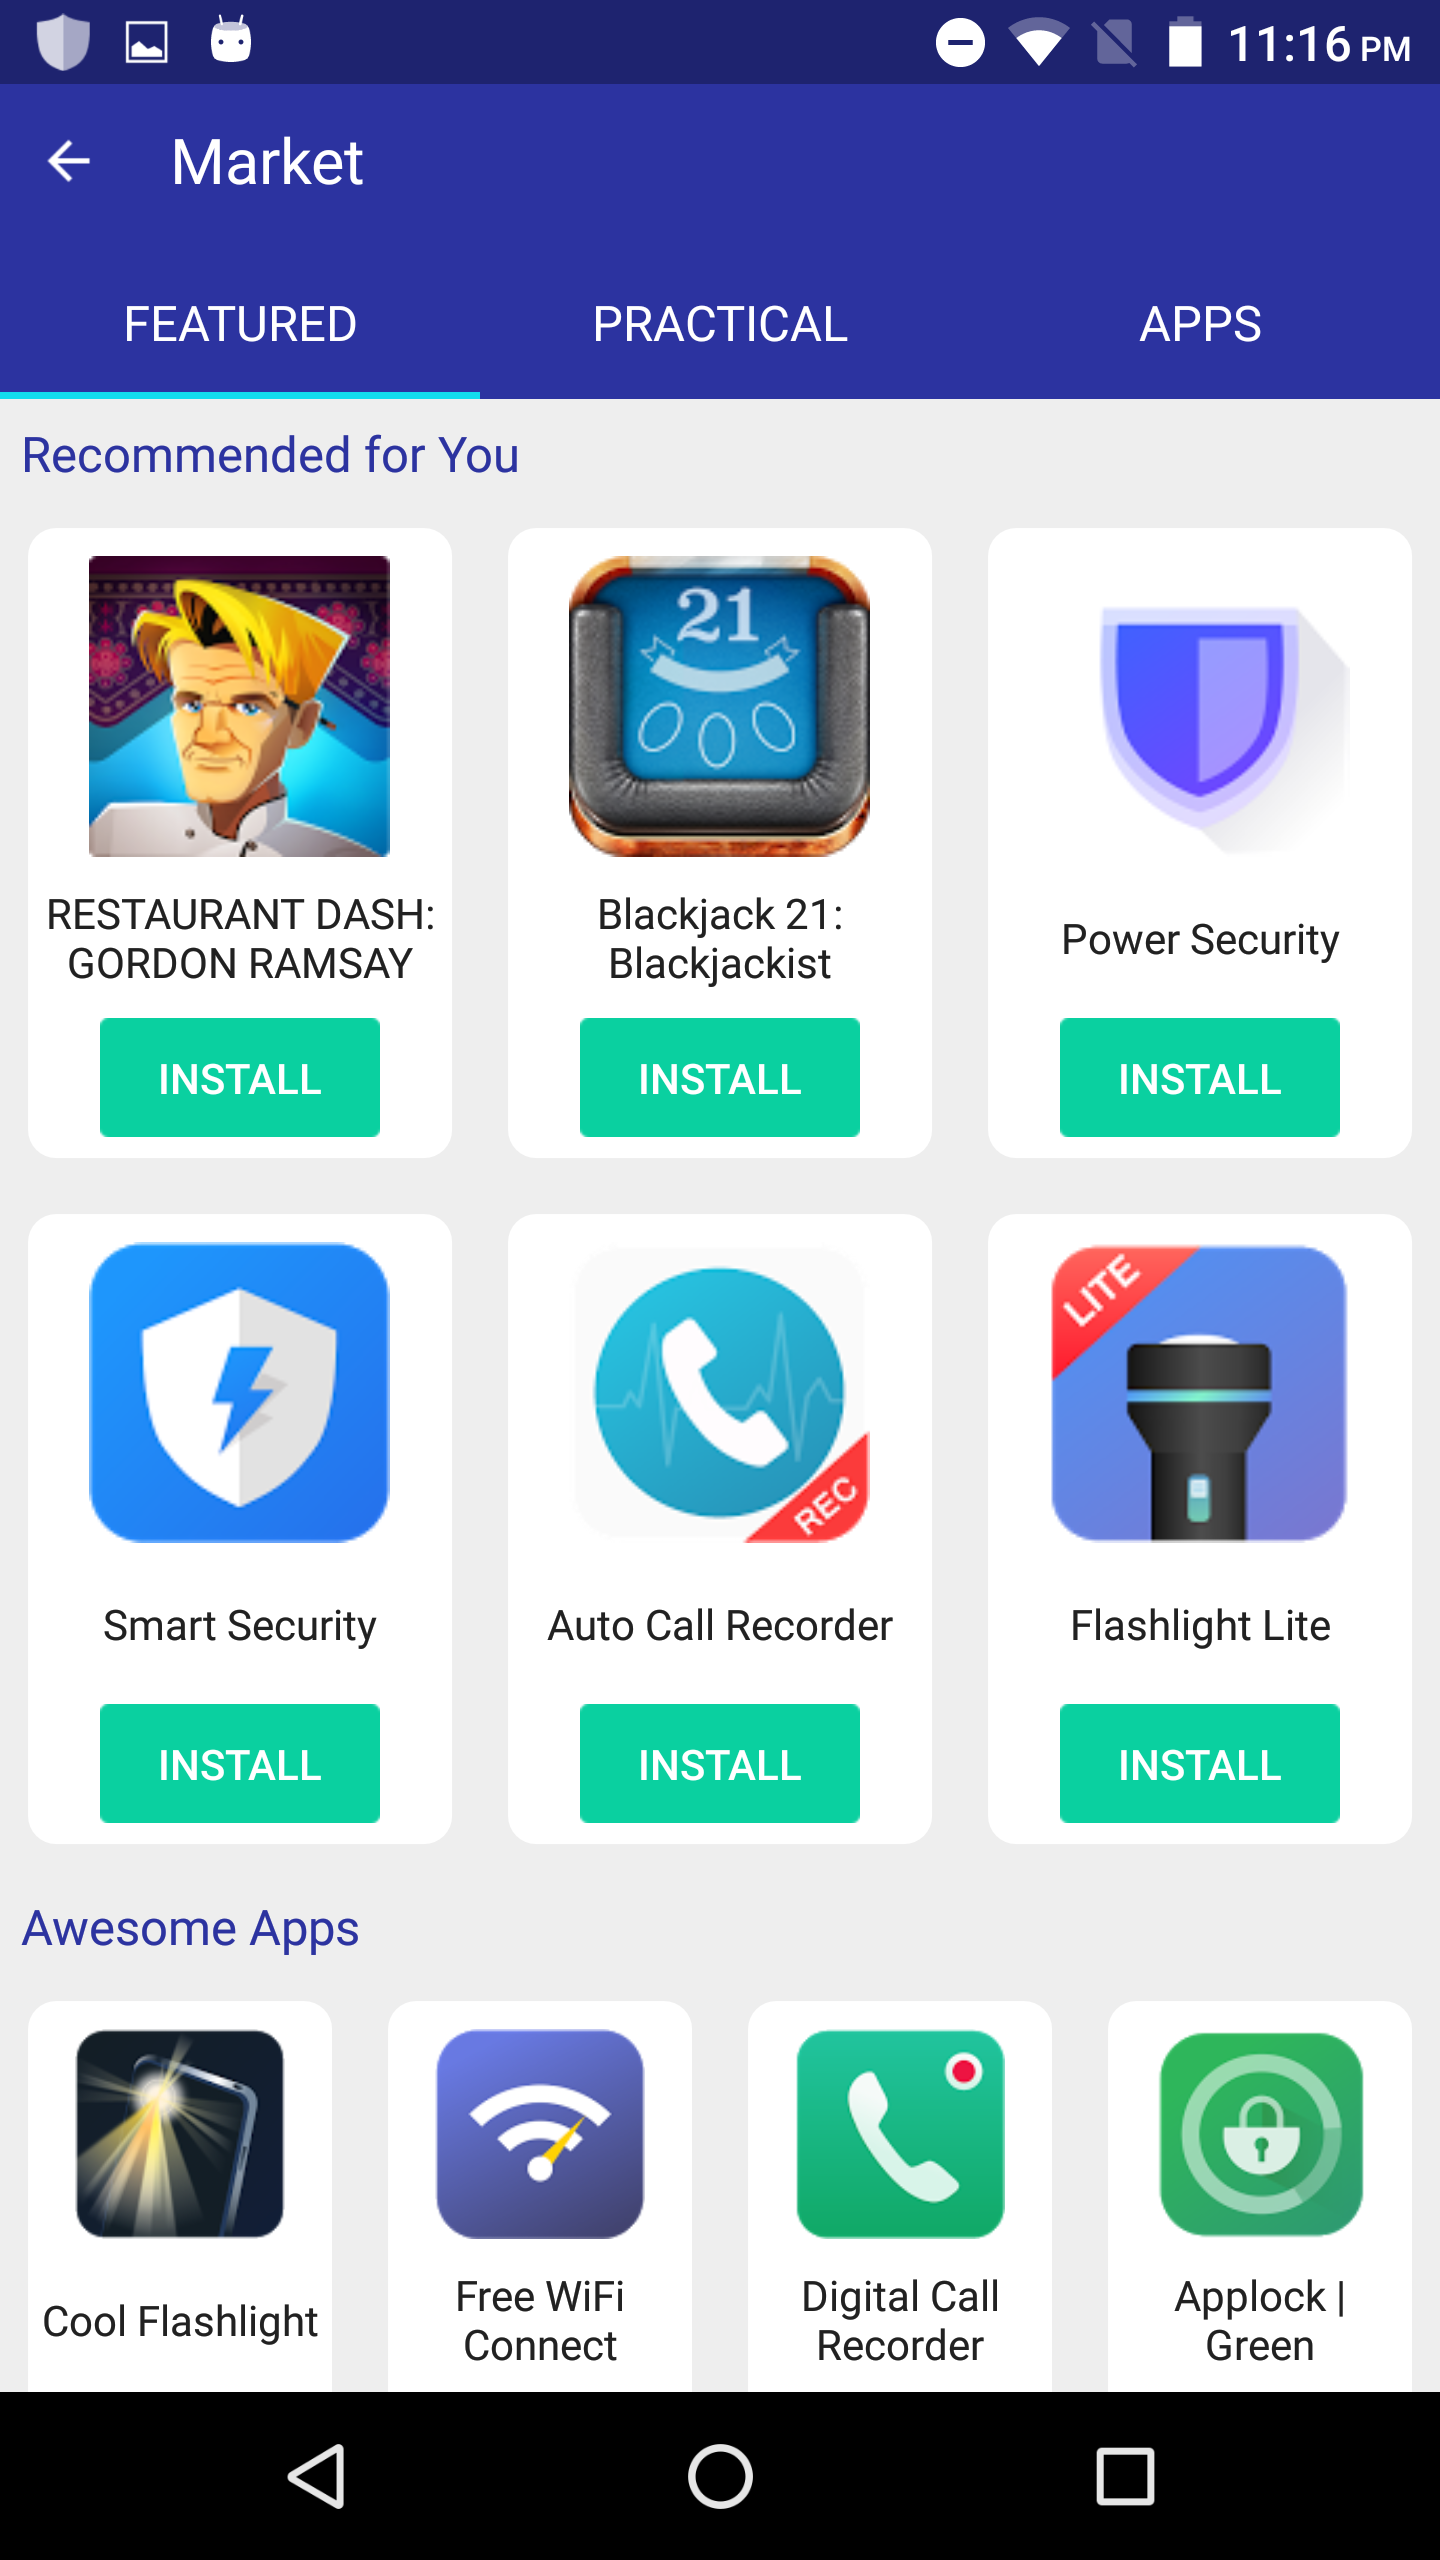 11:16 PM
Market
FEATURED
PRACTICAL
APPS
Recommended for You
21
RESTAURANT DASH:
GORDON RAMSAY
Blackjack 21:
Blackjackist
Power Security
INSTALL
INSTALL
INSTALL
REC
LITE
Smart Security
Auto Call Recorder
Flashlight Lite
INSTALL
INSTALL
INSTALL
Awesome Apps
Cool Flashlight
Free WiFi
Connect
Digital Call
Recorder
Applock |
Green